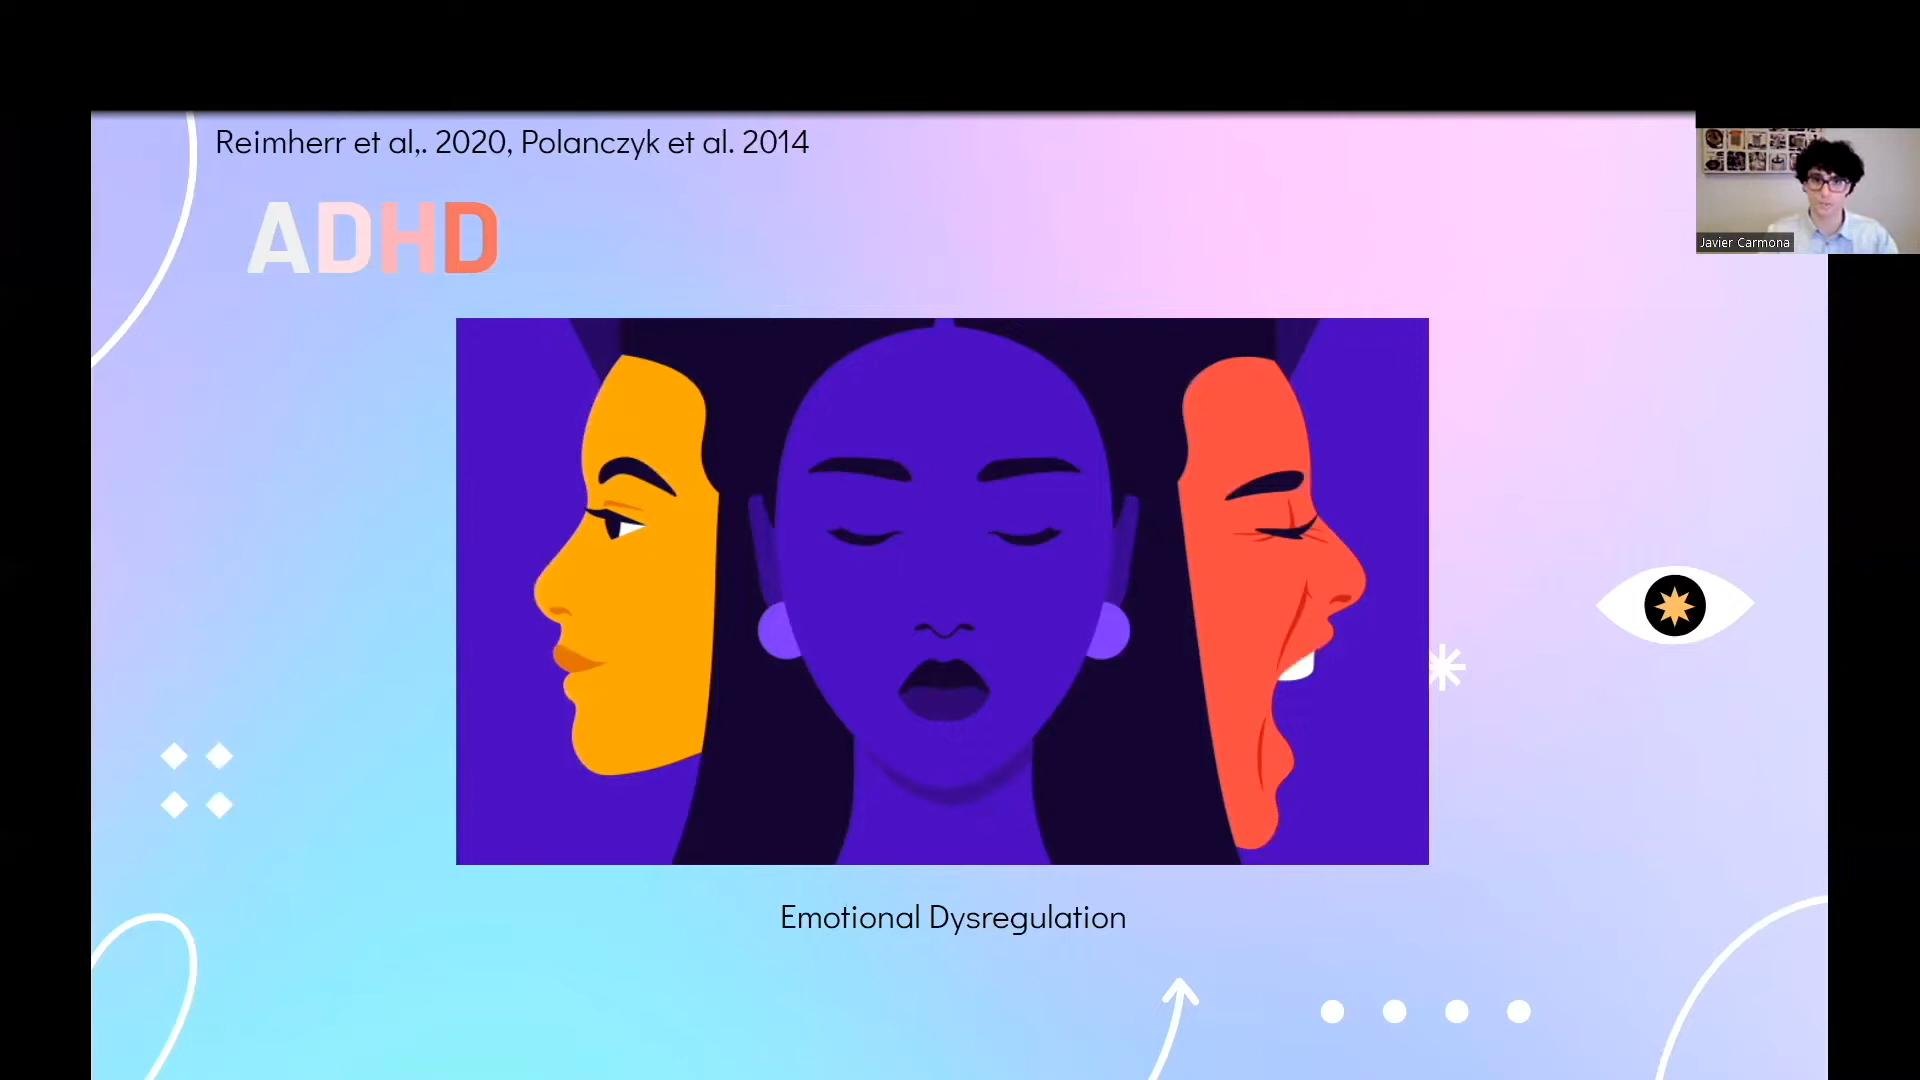 Reimherr et al,. 2020, Polanczyk et al. 2014
ADHD
Javier Carmona
Emotional Dysregulation